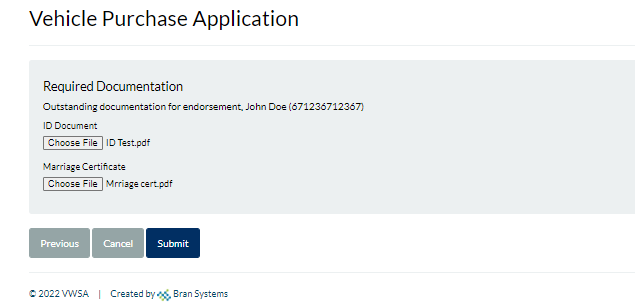 Vehicle Purchase Application
Required Documentation
Outstanding documentation for endorsement, John Doe (671236712367)
ID Document
Choose File ID Test.pdf
Marriage Certificate
Choose File Mrriage cert.pdf
Previous Cancel Submit
© 2022 VWSA | Created by Bran Systems